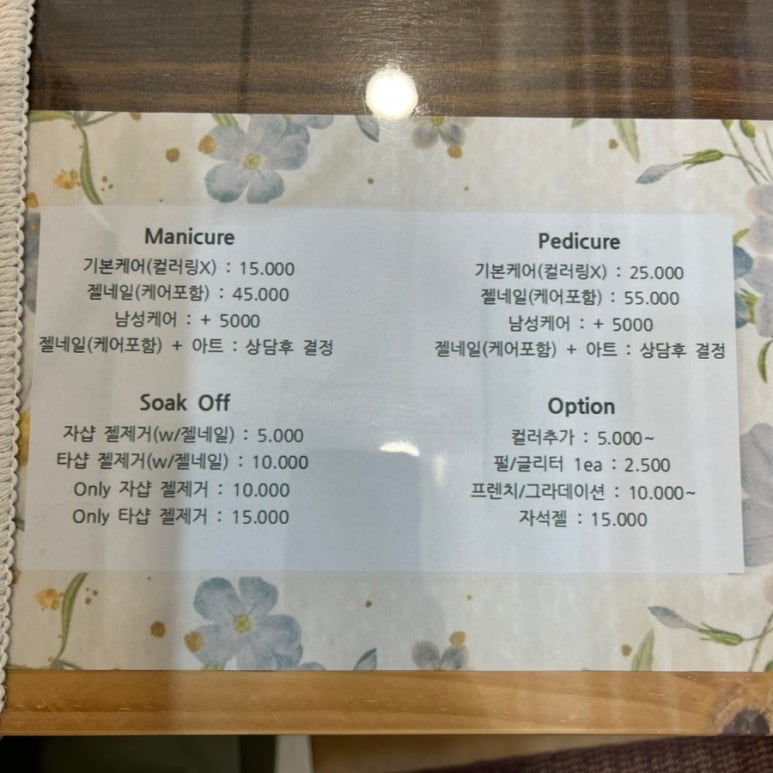 Manicure
기본케어(컬러링X) : 15.000
젤네일(케어포함) : 45.000
남성케어 : + 5000
젤네일(케어포함) + 아트 : 상담후 결정
Pedicure
기본케어(컬러링X) : 25.000
젤네일(케어포함) : 55.000
남성케어 : + 5000
젤네일(케어포함) + 아트 : 상담후 결정
Soak Off
자샵 젤제거(w/젤네일) : 5.000
타샵 젤제거(w/젤네일) : 10.000
Only 자샵 젤제거 : 10.000
Only 타샵 젤제거 : 15.000
Option
컬러추가 : 5.000~
펄/글리터 1ea : 2.500
프렌치/그라데이션 : 10.000~
자석젤 : 15.000